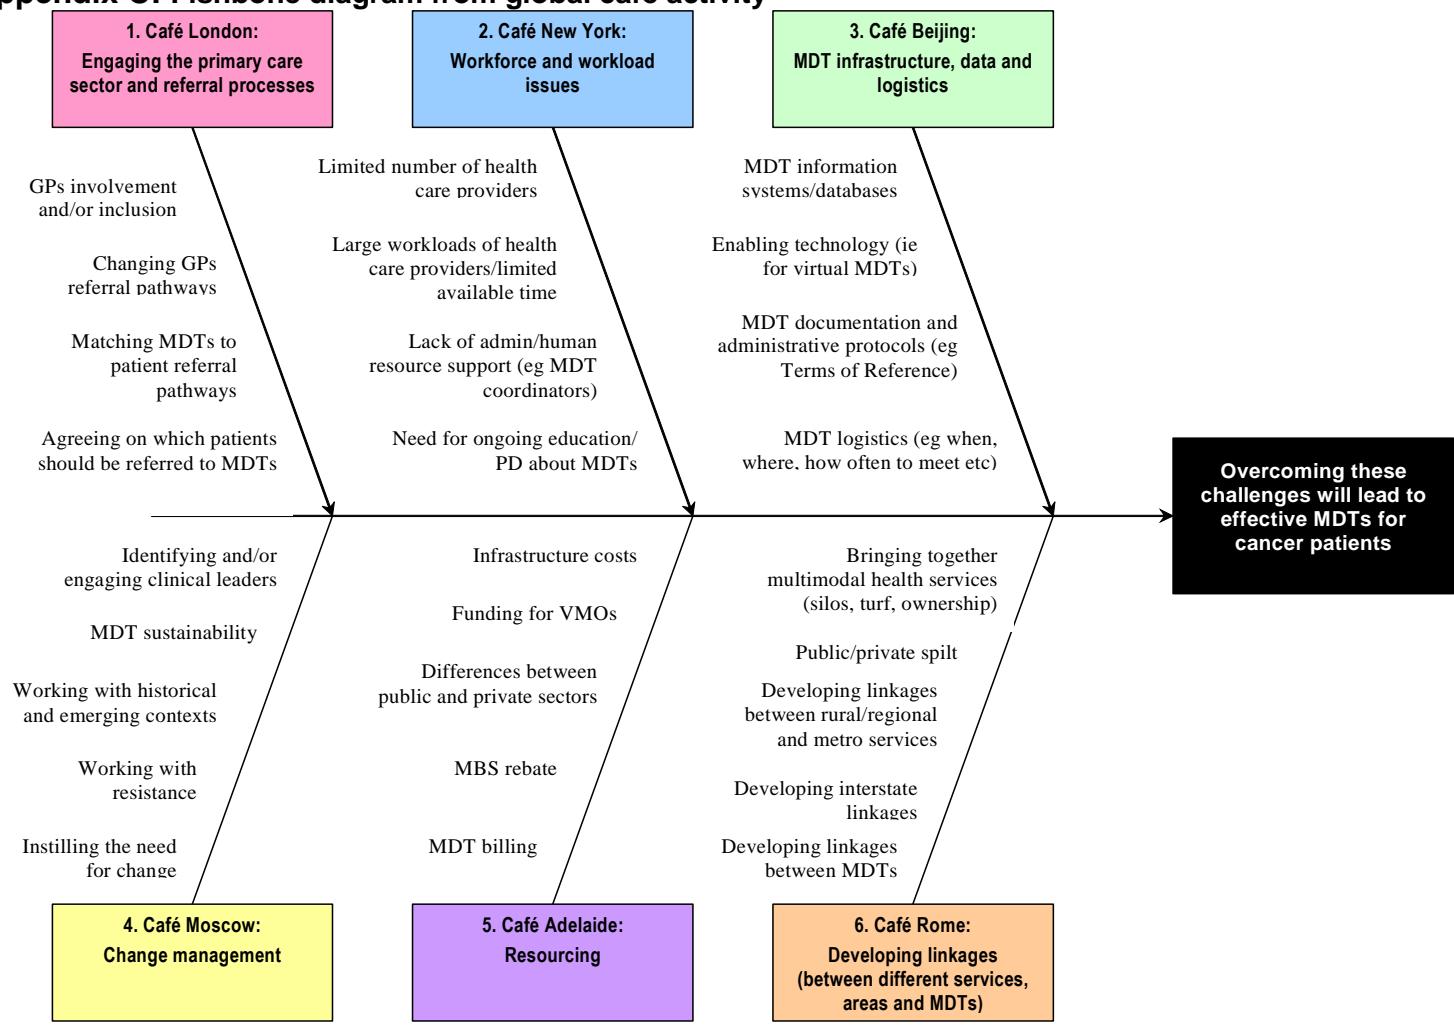 ppendix C: Fishbone diagram from global café activity
1. Café London:
Engaging the primary care
sector and referral processes
2. Café New York:
Workforce and workload
issues
3. Café Beijing:
MDT infrastructure, data and
logistics
GPs involvement
and/or inclusion
Changing GPs
referral pathways
Matching MDTs to
patient referral
pathways
Agreeing on which patients
should be referred to MDTs
Limited number of health
care providers
Large workloads of health
care providers/limited
available time
Lack of admin/human
resource support (eg MDT
coordinators)
Need for ongoing education/
PD about MDTs
MDT information
systems/databases
Enabling technology (ie
for virtual MDTs)
MDT documentation and
administrative protocols (eg
Terms of Reference)
MDT logistics (eg when,
where, how often to meet etc)
Overcoming these
challenges will lead to
effective MDTs for
cancer patients
Identifying and/or
engaging clinical leaders
MDT sustainability
Working with historical
and emerging contexts
Working with
resistance
Instilling the need
for change
Infrastructure costs
Funding for VMOs
Differences between
public and private sectors
MBS rebate
MDT billing
Bringing together
multimodal health services
(silos, turf, ownership)
Public/private spilt
Developing linkages
between rural/regional
and metro services
Developing interstate
linkages
Developing linkages
between MDTs
4. Café Moscow:
Change management
5. Café Adelaide:
Resourcing
6. Café Rome:
Developing linkages
(between different services,
areas and MDTs)